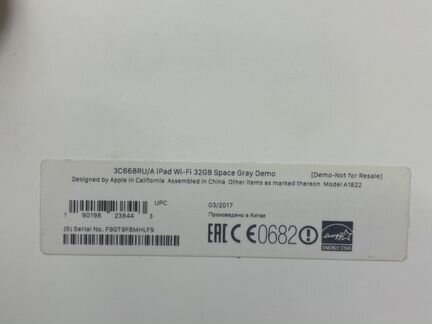 3C668RU/A iPad Wi-Fi 32GB Space Gray Demo [Demo-Not for Resale]
Designed by Apple in California Assembled in China Other items as marked thereon Model A1822
UPC
1 90198 23844 3
(S) Serial No. F9GT9F8MHLF9
03/2017
Произведено в Китае
EAC CE0682
energy
ENERGY STAR